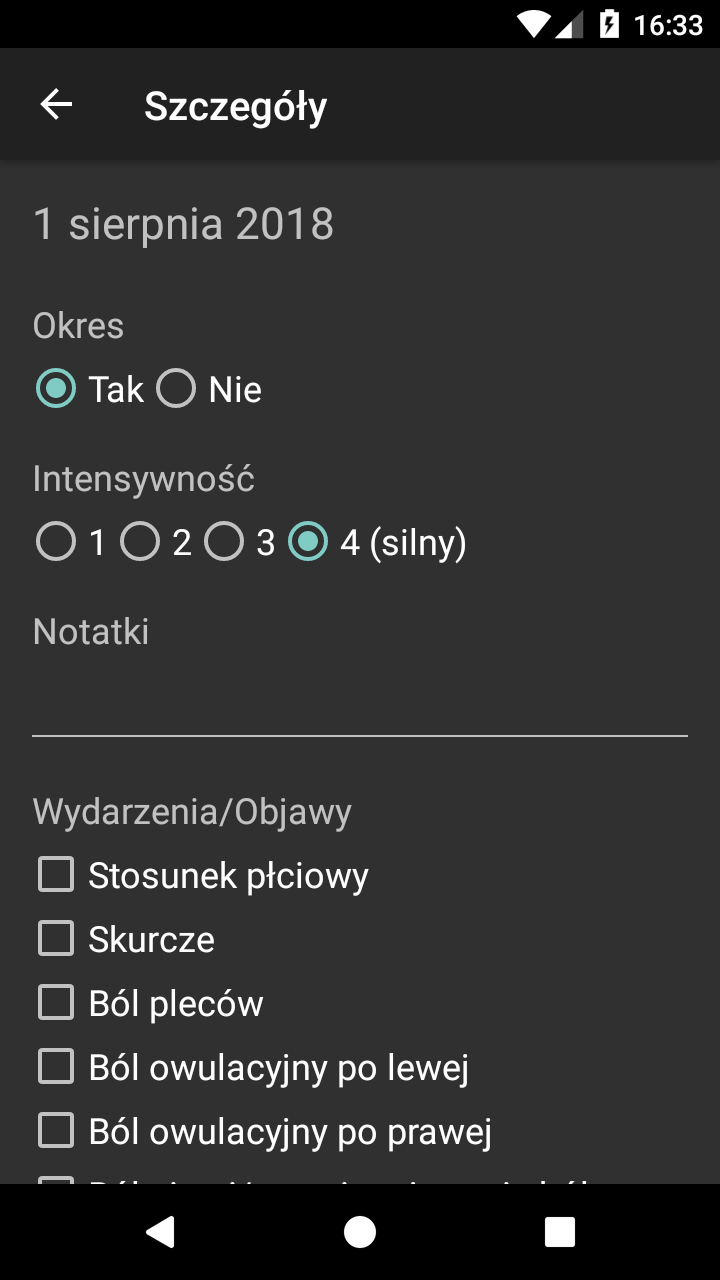 16:33
Szczegóły
1 sierpnia 2018
Okres
Tak Nie
Intensywność
1 2 3 4 (silny)
Notatki
Wydarzenia/Objawy
Stosunek płciowy
Skurcze
Ból pleców
Ból owulacyjny po lewej
Ból owulacyjny po prawej